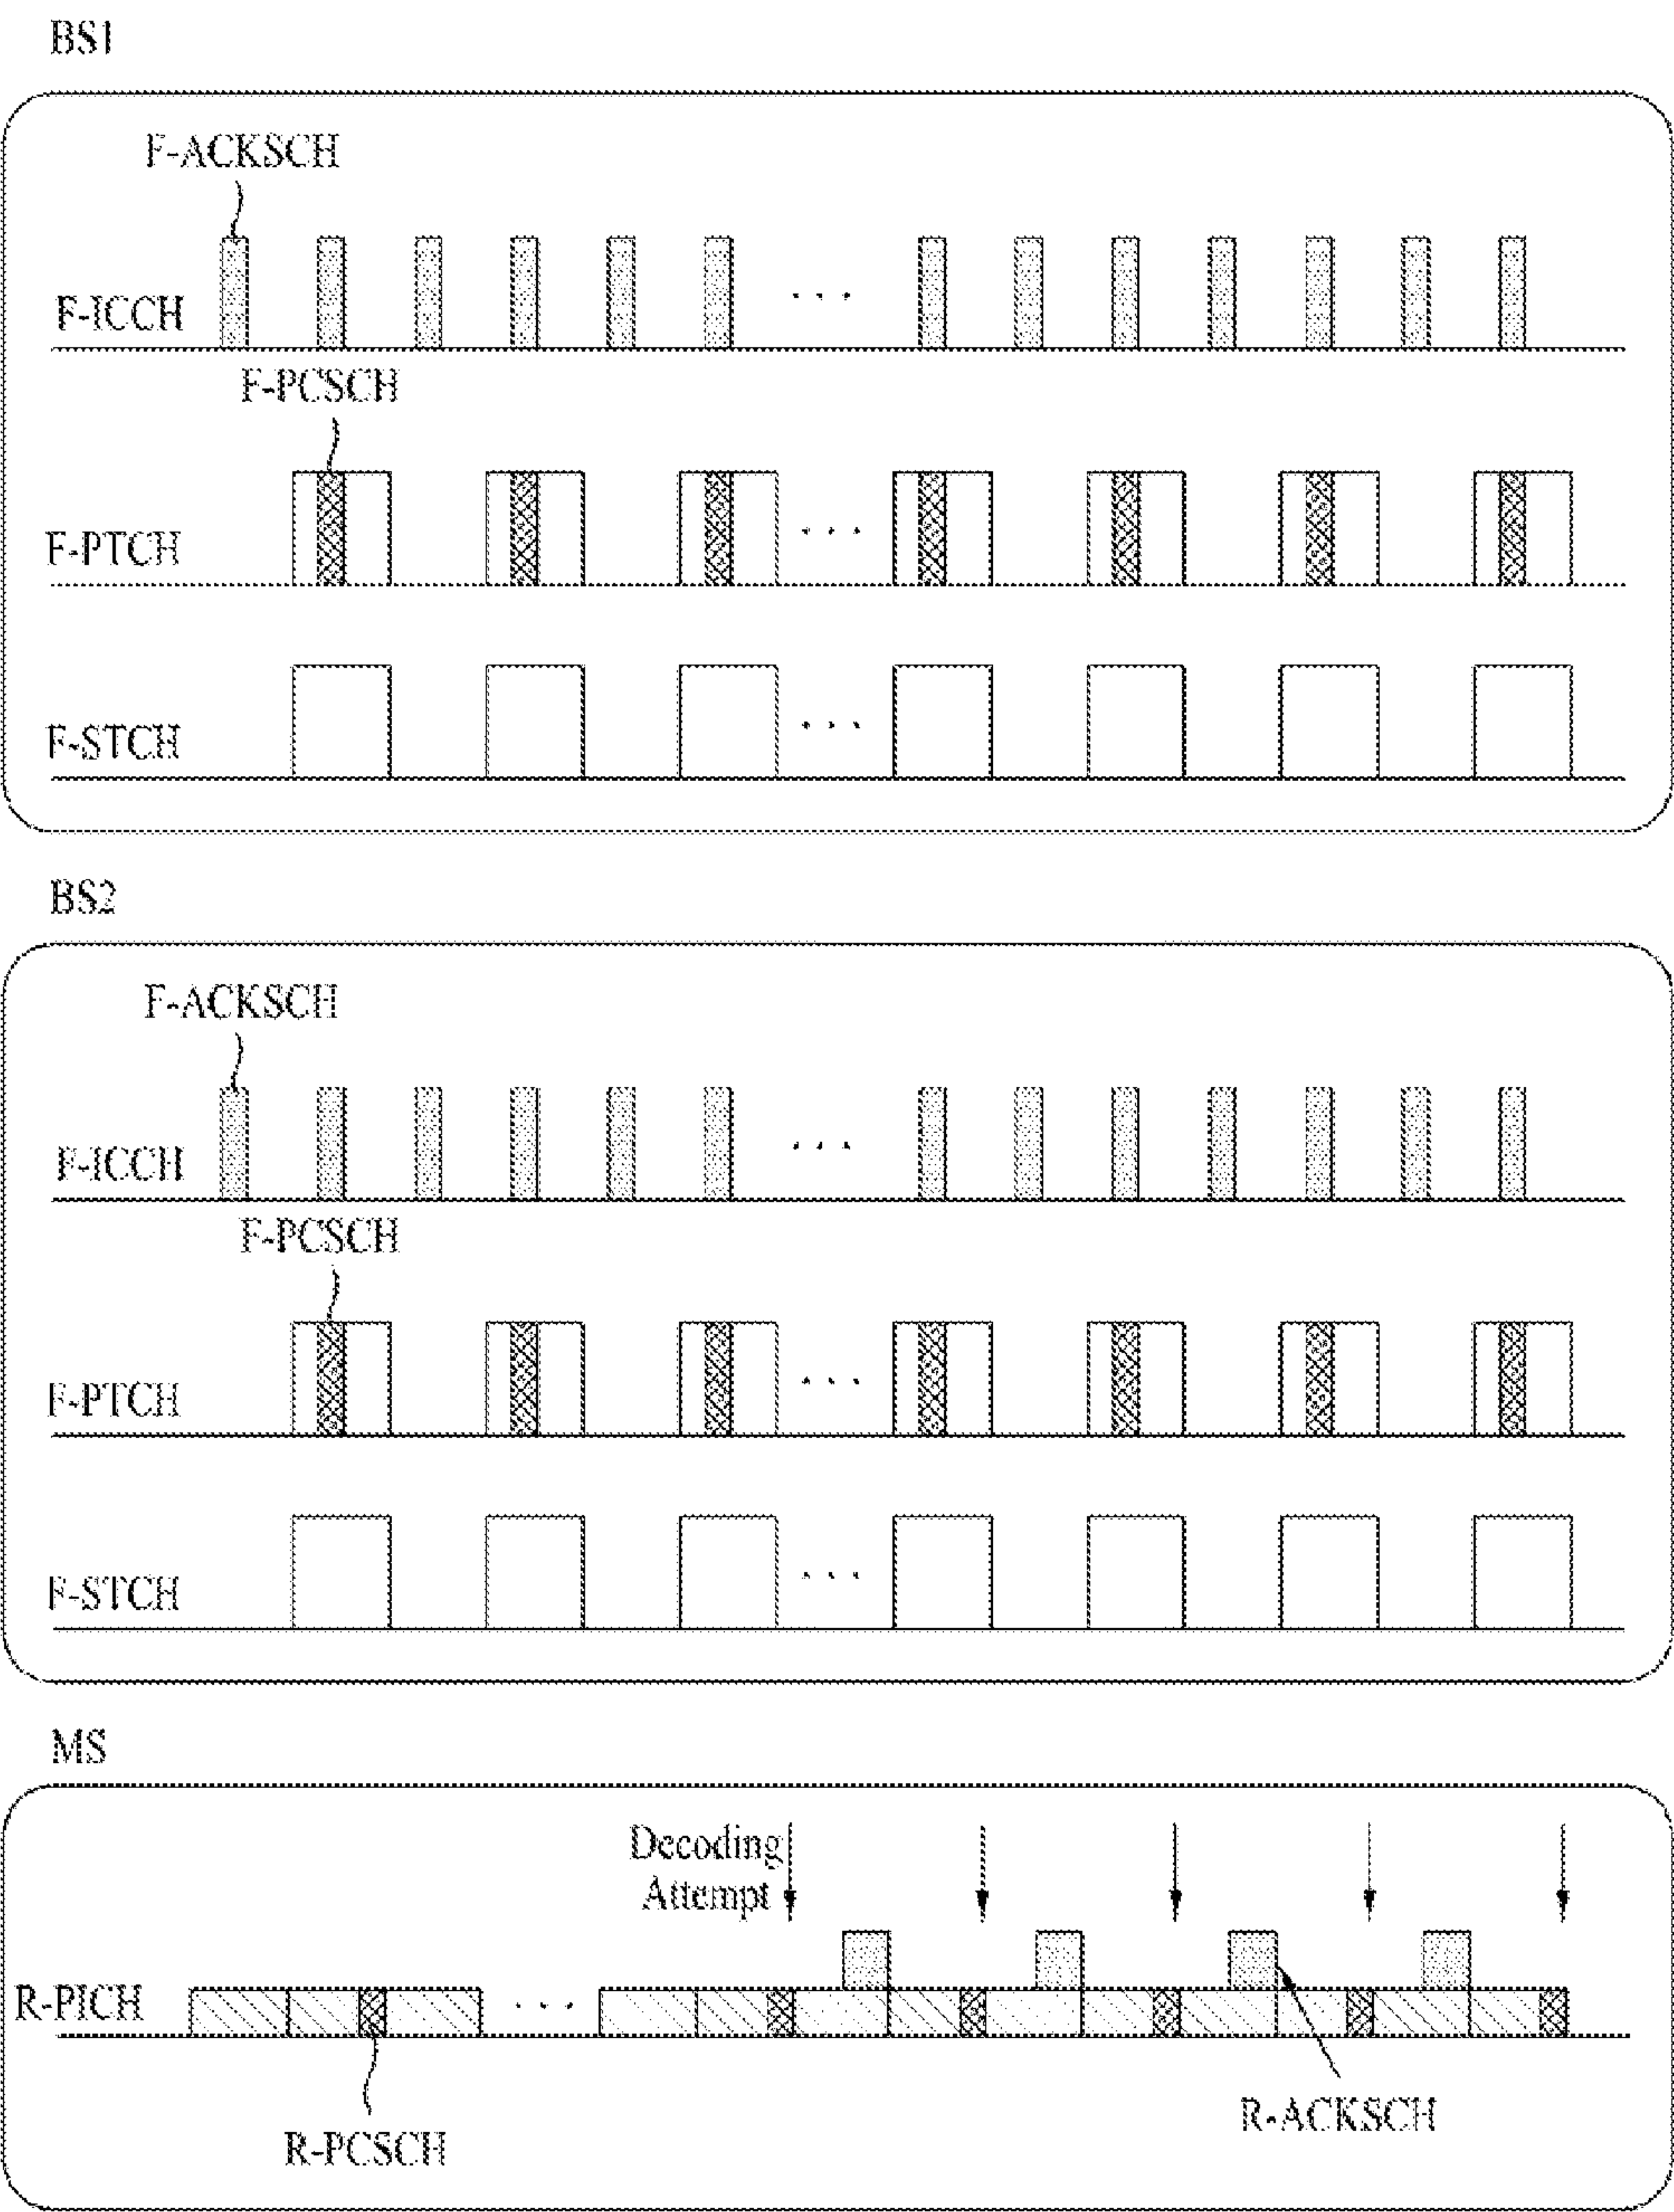 BS1
F-ACKSCH
F-ICCH
. . .
F-PCSCH
F-PTCH
. . .
F-STCH
. . .
BS2
F-ACKSCH
F-ICCH
. . .
F-PCSCH
F-PTCH
. . .
F-STCH
. . .
MS
Decoding
Attempt
R-PICH
. . .
R-ACKSCH
R-PCSCH